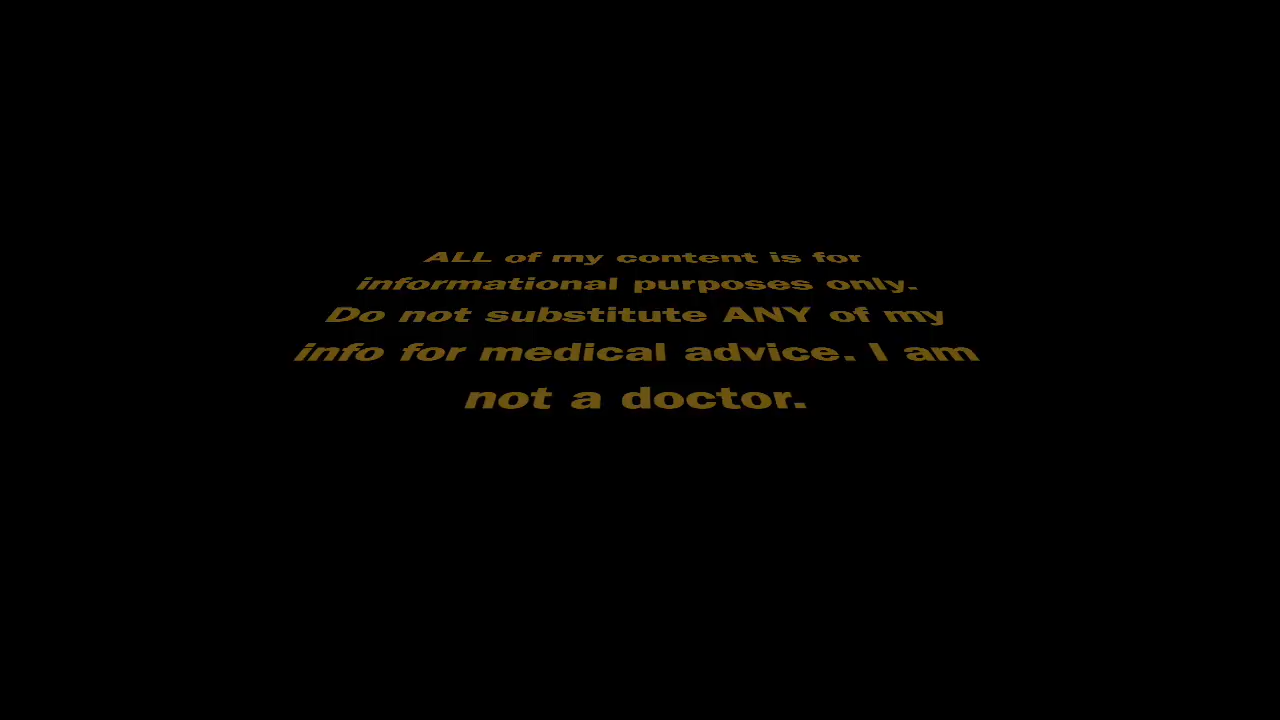 ALL of my content is for
informational purposes only.
Do not substitute ANY of my
info for medical advice. I am
not a doctor.